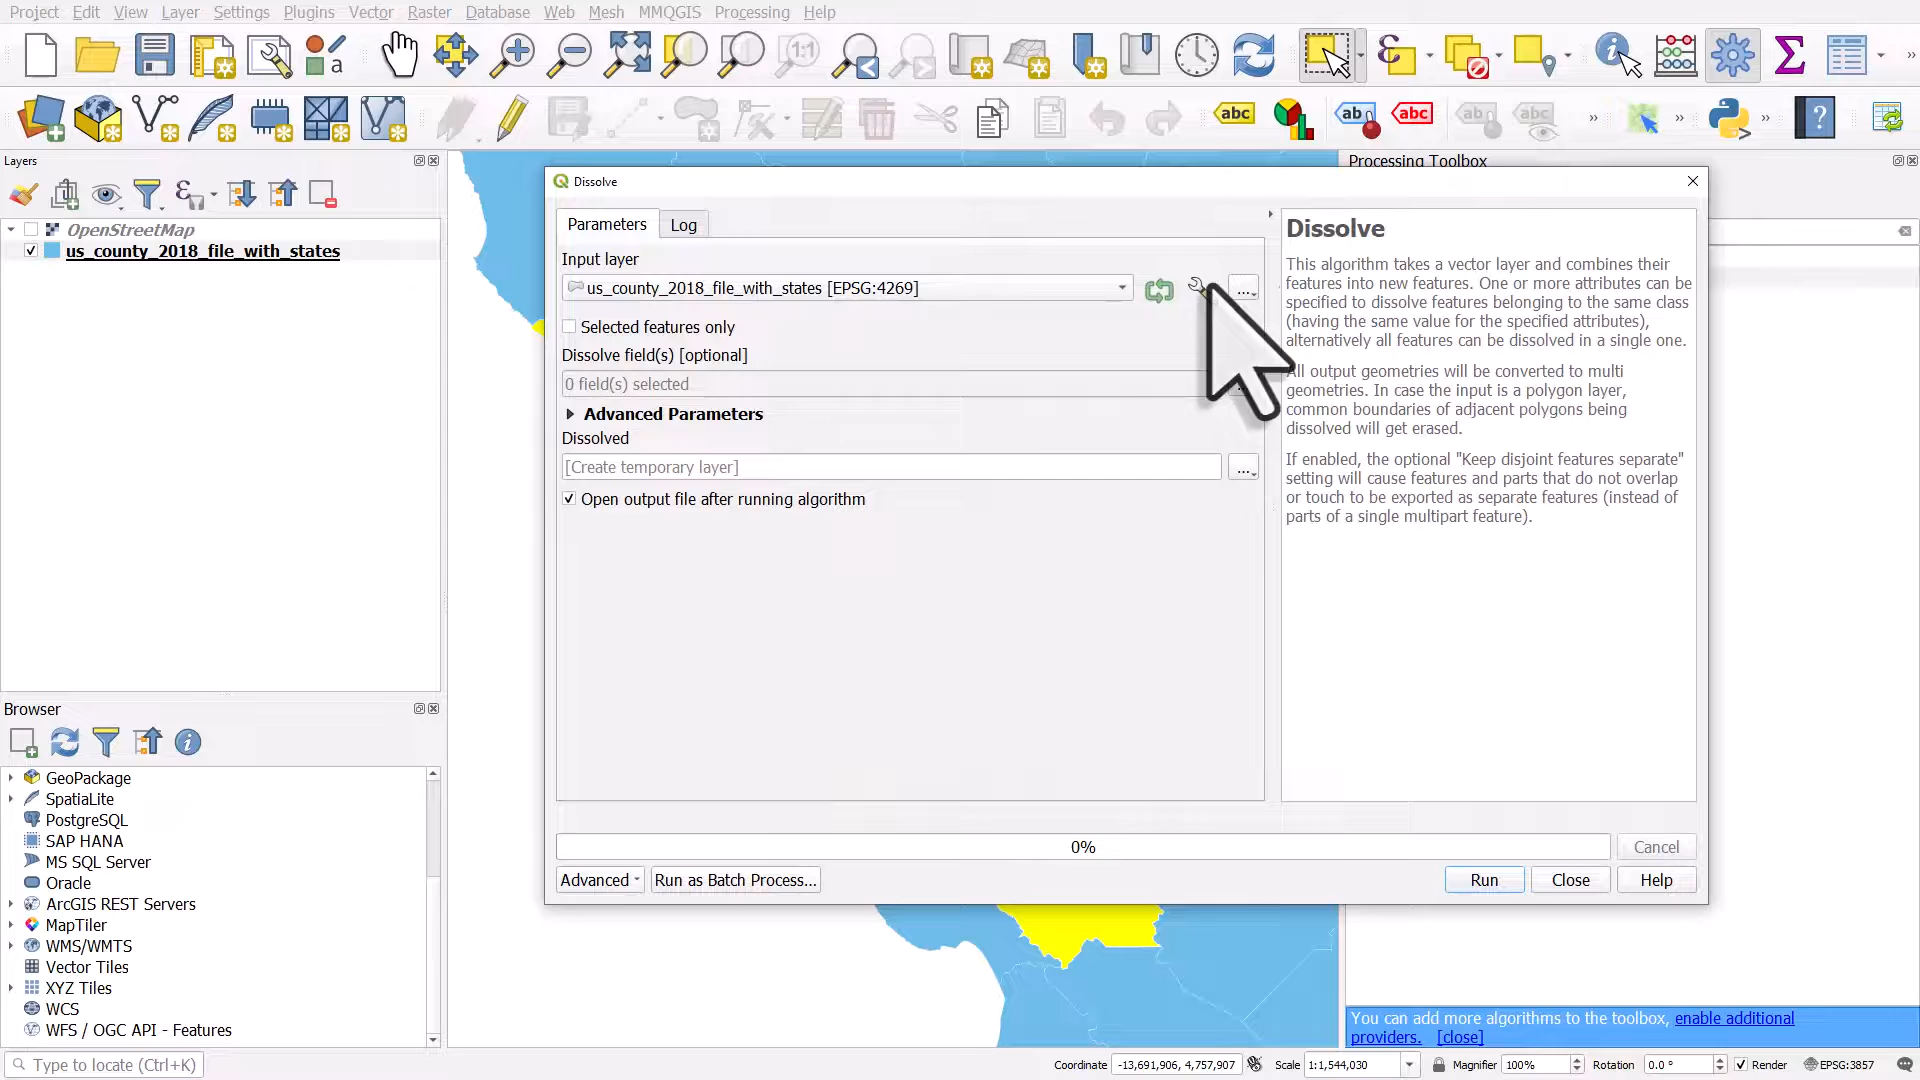 Project Edit View Layer Settings Plugins Vector Raster Database Web Mesh MMQGIS Processing Help
1:1
a
abc
ab
abc
ab
abc
Layers
Processing Toolbox
OpenStreetMap
us_county_2018_file_with_states
Dissolve
Parameters
Log
Input layer
us_county_2018_file_with_states [EPSG:4269]
...
Selected features only
Dissolve field(s) [optional]
0 field(s) selected
Advanced Parameters
Dissolved
[Create temporary layer]
...
Open output file after running algorithm
Dissolve
This algorithm takes a vector layer and combines their
features into new features. One or more attributes can be
specified to dissolve features belonging to the same class
(having the same value for the specified attributes),
alternatively all features can be dissolved in a single one.
All output geometries will be converted to multi
geometries. In case the input is a polygon layer,
common boundaries of adjacent polygons being
dissolved will get erased.
If enabled, the optional "Keep disjoint features separate"
setting will cause features and parts that do not overlap
or touch to be exported as separate features (instead of
parts of a single multipart feature).
0%
Cancel
Advanced
Run as Batch Process...
Run
Close
Help
Browser
GeoPackage
SpatiaLite
PostgreSQL
SAP HANA
MS SQL Server
Oracle
ArcGIS REST Servers
MapTiler
WMS/WMTS
Vector Tiles
XYZ Tiles
WCS
WFS / OGC API - Features
You can add more algorithms to the toolbox, enable additional
providers. [close]
Type to locate (Ctrl+K)
Coordinate -13,691,906, 4,757,907 Scale 1:1,544,030 Magnifier 100% Rotation 0.0 ° Render EPSG:3857